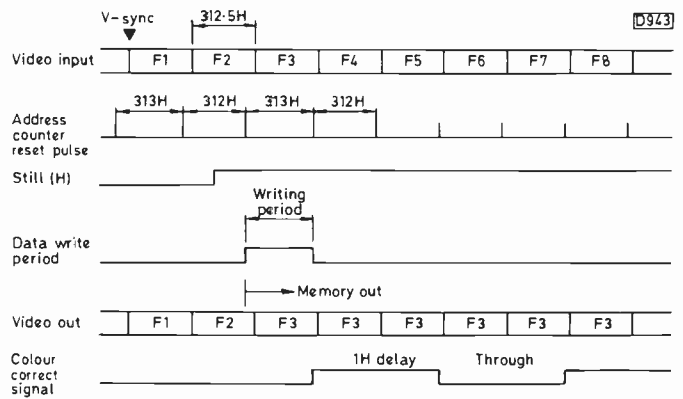 V-sync
312·5H
D943
Video input F1 F2 F3 F4 F5 F6 F7 F8
313H 312H 313H 312H
Address
counter
reset pulse
Still (H)
Writing
period
Data write
period
Memory out
Video out F1 F2 F3 F3 F3 F3 F3 F3
Colour
correct
signal
1H delay Through